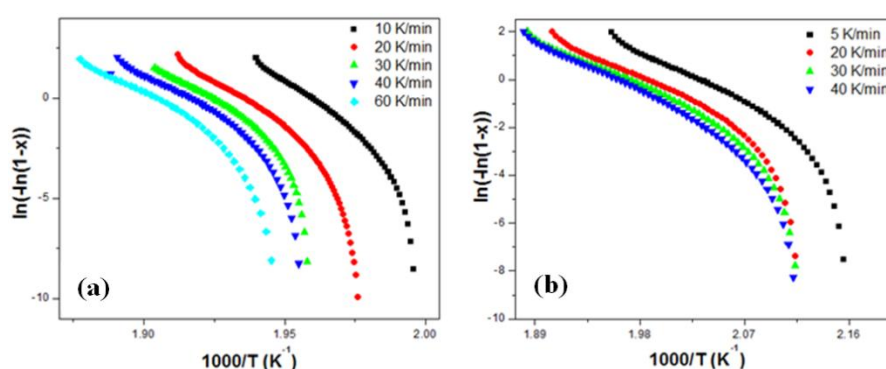 10 K/min
20 K/min
30 K/min
40 K/min
60 K/min
ln(-ln(1-x))
0
-5
-10
(a)
1.90
1.95
2.00
1000/T (K⁻¹)
5 K/min
20 K/min
30 K/min
40 K/min
ln(-ln(1-x))
2
0
-2
-4
-6
-8
-10
(b)
1.89
1.98
2.07
2.16
1000/T (K⁻¹)